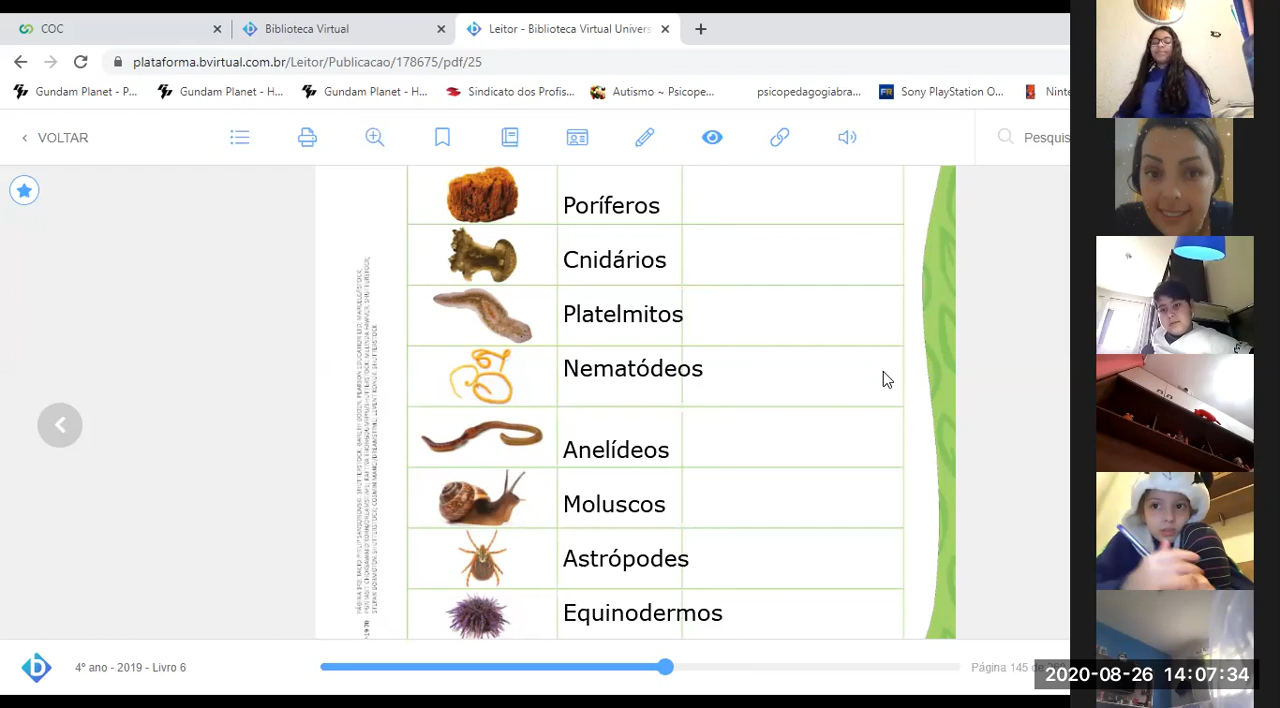 COC
Biblioteca Virtual
Leitor - Biblioteca Virtual Univers
plataforma.bvirtual.com.br/Leitor/Publicacao/178675/pdf/25
Gundam Planet - P...
Gundam Planet - H...
Gundam Planet - H...
Sindicato dos Profis...
Autismo ~ Psicope...
psicopedagogiabra...
Sony PlayStation O...
Ninte
VOLTAR
Pesquis
Poríferos
Cnidários
Platelmitos
Nematódeos
Anelídeos
Moluscos
Astrópodes
Equinodermos
4º ano - 2019 - Livro 6
Página 145 de
2020-08-26 14:07:34